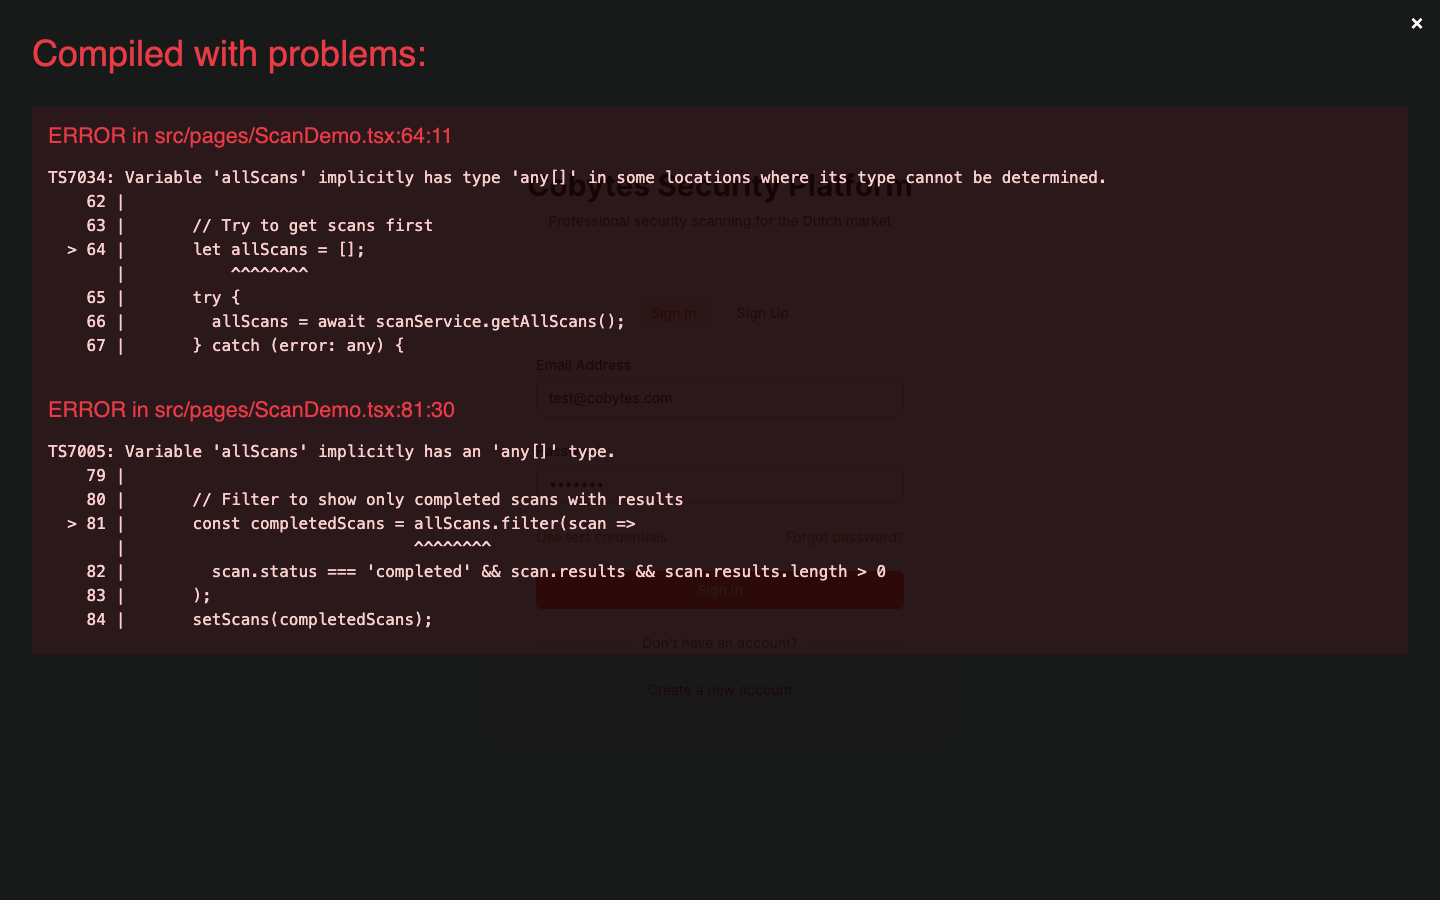 ×
Compiled with problems:
ERROR in src/pages/ScanDemo.tsx:64:11
TS7034: Variable 'allScans' implicitly has type 'any[]' in some locations where its type cannot be determined.
62 |
63 |       // Try to get scans first
> 64 |       let allScans = [];
|           ^^^^^^^^
65 |       try {
66 |         allScans = await scanService.getAllScans();
67 |       } catch (error: any) {
ERROR in src/pages/ScanDemo.tsx:81:30
TS7005: Variable 'allScans' implicitly has an 'any[]' type.
79 |
80 |       // Filter to show only completed scans with results
> 81 |       const completedScans = allScans.filter(scan =>
|                              ^^^^^^^^
82 |         scan.status === 'completed' && scan.results && scan.results.length > 0
83 |       );
84 |       setScans(completedScans);
Cobytes Security Platform
Professional security scanning for the Dutch market
Sign In Sign Up
Email Address
test@cobytes.com
•••••••
Use test credentials Forgot password?
Sign In
Don't have an account?
Create a new account